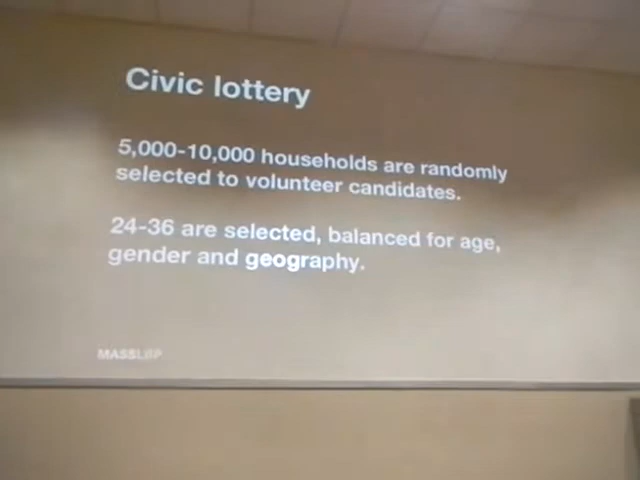 Civic lottery
5,000-10,000 households are randomly
selected to volunteer candidates.
24-36 are selected, balanced for age,
gender and geography.
MASSLBP